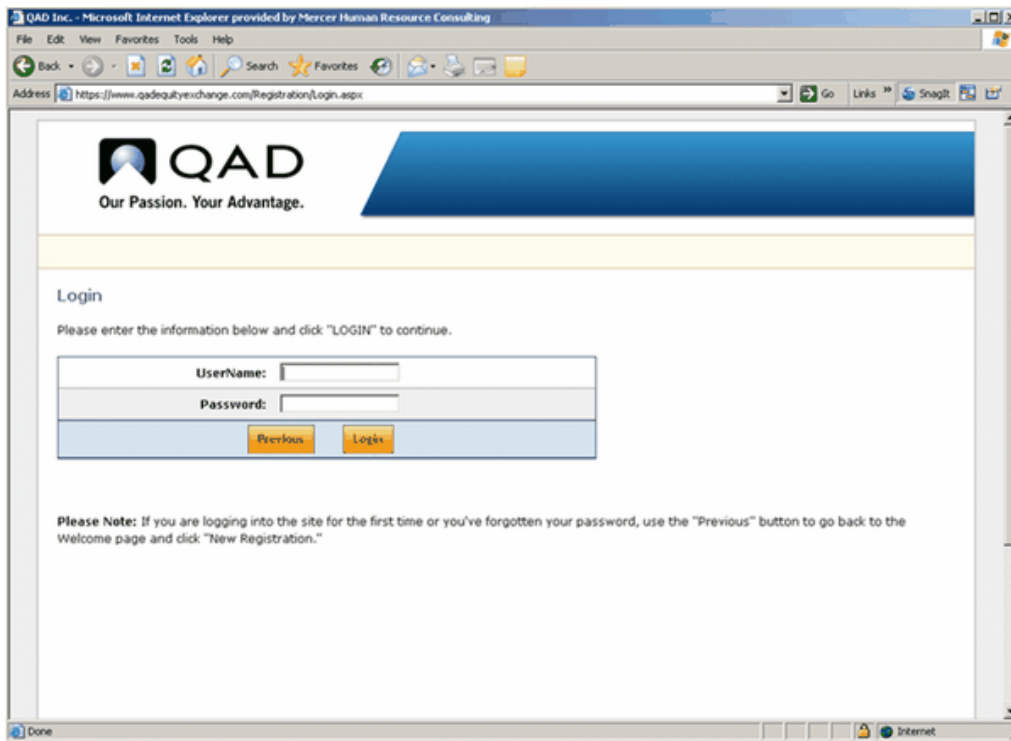 QAD Inc. - Microsoft Internet Explorer provided by Mercer Human Resource Consulting
File Edit View Favorites Tools Help
Back Search Favorites
Address https://www.qadequityexchange.com/Registration/Login.aspx Go Links » SnagIt
QAD
Our Passion. Your Advantage.
Login
Please enter the information below and click "LOGIN" to continue.
UserName:
Password:
Previous Login
Please Note: If you are logging into the site for the first time or you've forgotten your password, use the "Previous" button to go back to the
Welcome page and click "New Registration."
Done Internet